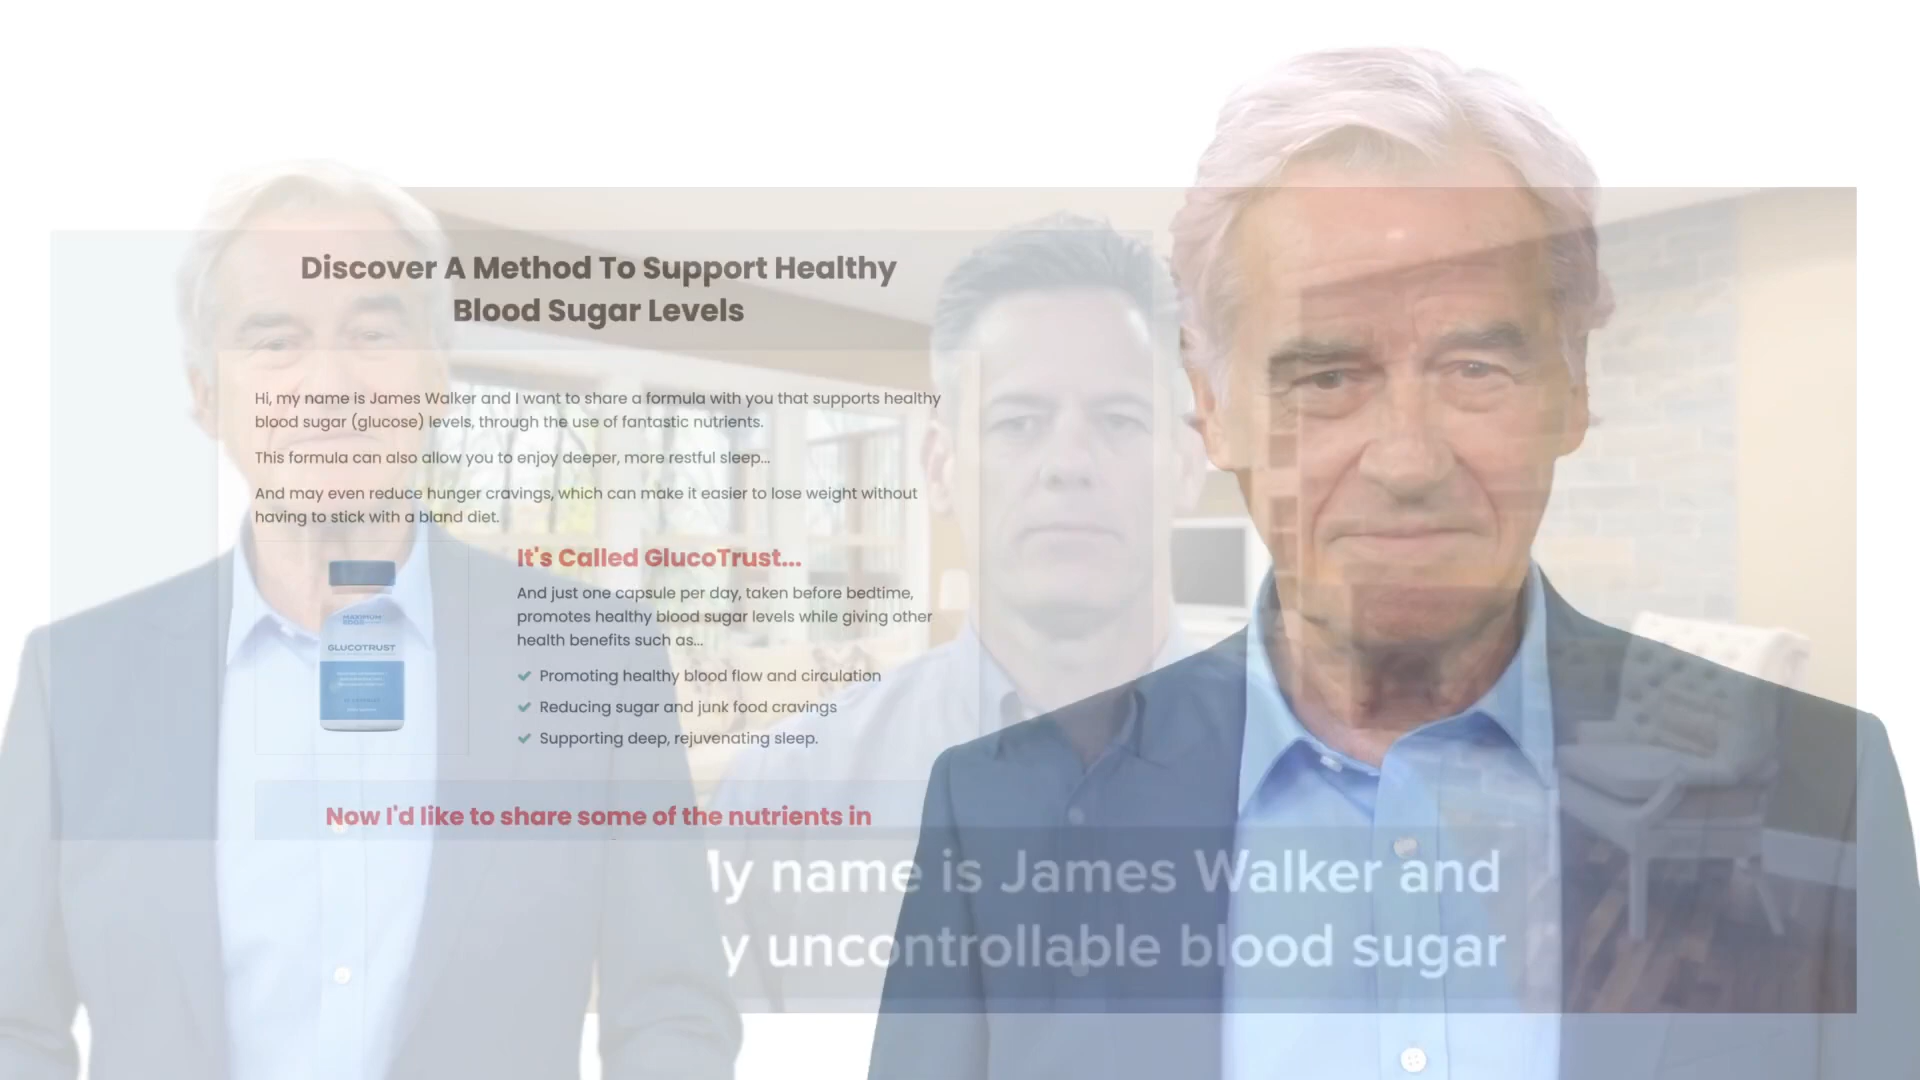 Discover A Method To Support Healthy
Blood Sugar Levels
Hi, my name is James Walker and I want to share a formula with you that supports healthy
blood sugar (glucose) levels, through the use of fantastic nutrients.
This formula can also allow you to enjoy deeper, more restful sleep...
And may even reduce hunger cravings, which can make it easier to lose weight without
having to stick with a bland diet.
It's Called GlucoTrust...
And just one capsule per day, taken before bedtime,
promotes healthy blood sugar levels while giving other
health benefits such as...
Promoting healthy blood flow and circulation
Reducing sugar and junk food cravings
Supporting deep, rejuvenating sleep.
MAXIMUM
GLUCOTRUST
Now I'd like to share some of the nutrients in
y name is James Walker and
y uncontrollable blood sugar